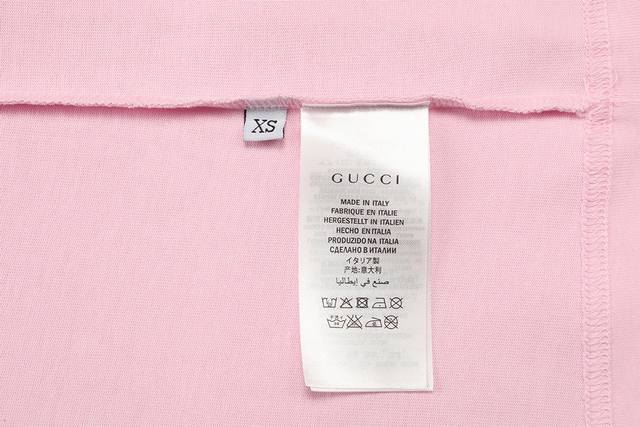 XS
GUCCI
MADE IN ITALY
FABRIQUE EN ITALIE
HERGESTELLT IN ITALIEN
HECHO EN ITALIA
PRODUZIDO NA ITALIA
СДЕЛАНО В ИТАЛИИ
イタリア製
产地:意大利
صنع في إيطاليا